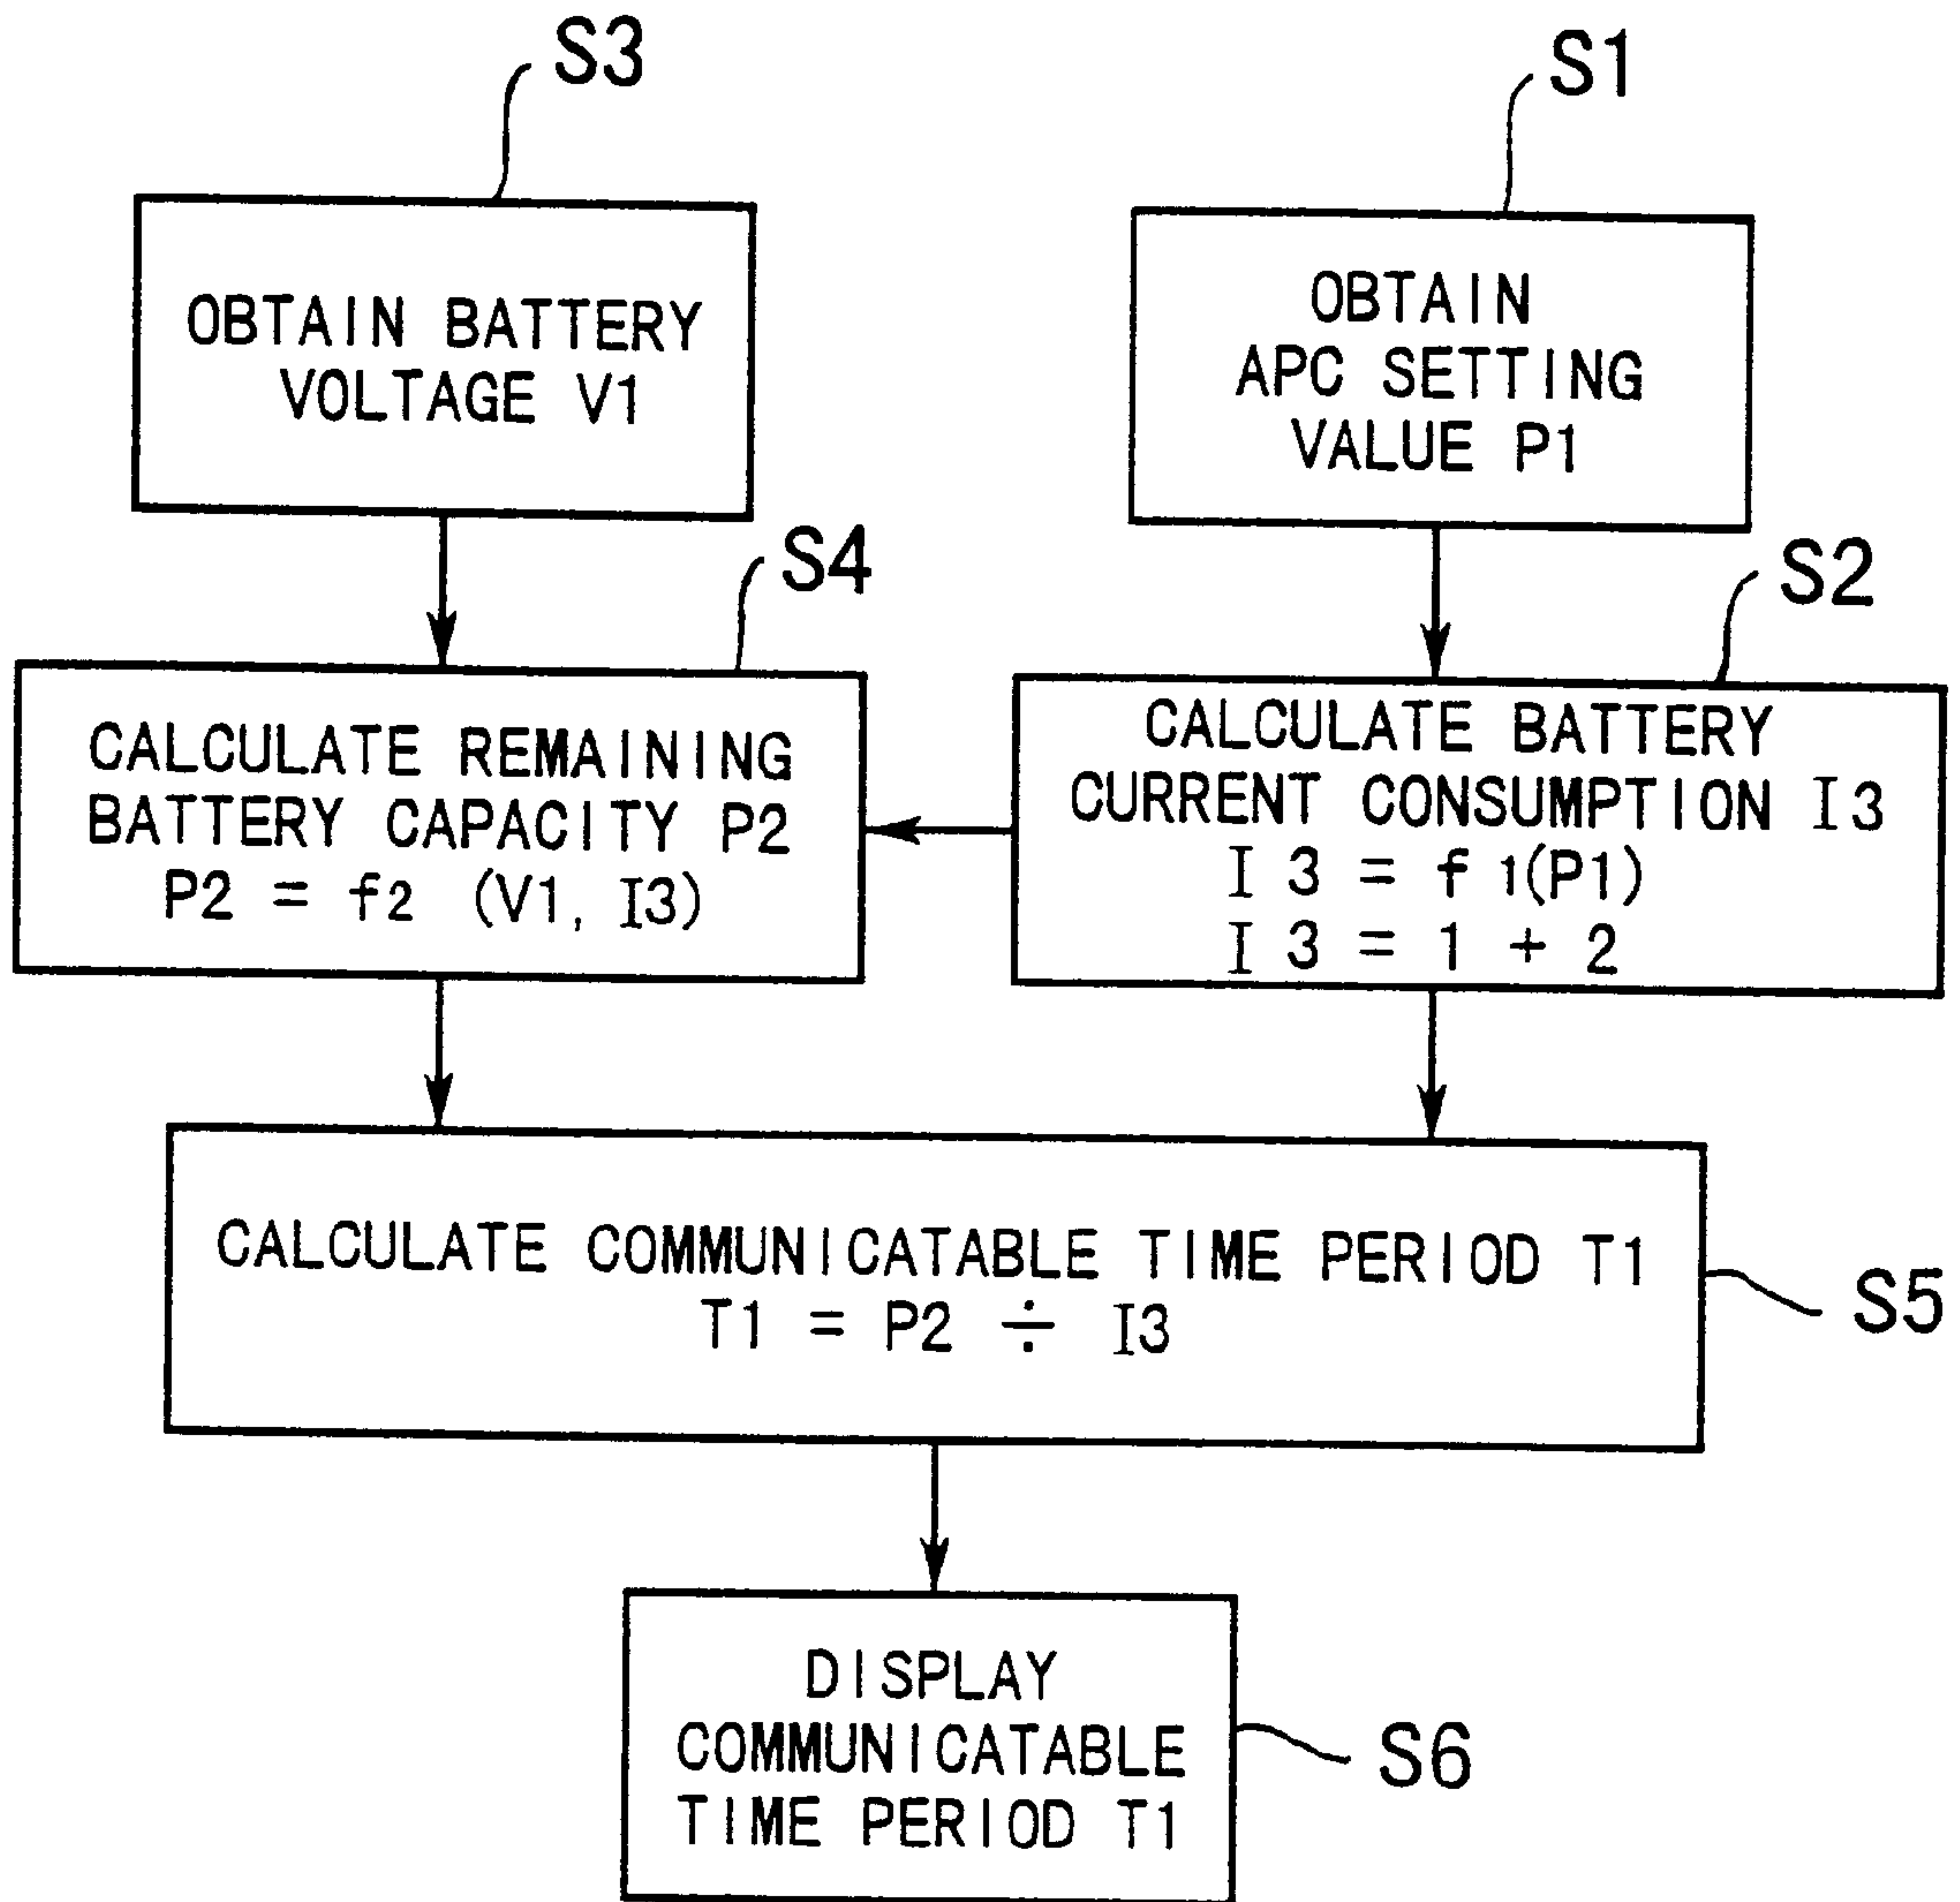 S3
S1
OBTAIN BATTERY
VOLTAGE V1
OBTAIN
APC SETTING
VALUE P1
S4
S2
CALCULATE REMAINING
BATTERY CAPACITY P2
P2 = f2 (V1, I3)
CALCULATE BATTERY
CURRENT CONSUMPTION I3
I3 = f1(P1)
I3 = 1 + 2
CALCULATE COMMUNICATABLE TIME PERIOD T1
T1 = P2 ÷ I3
S5
DISPLAY
COMMUNICATABLE
TIME PERIOD T1
S6